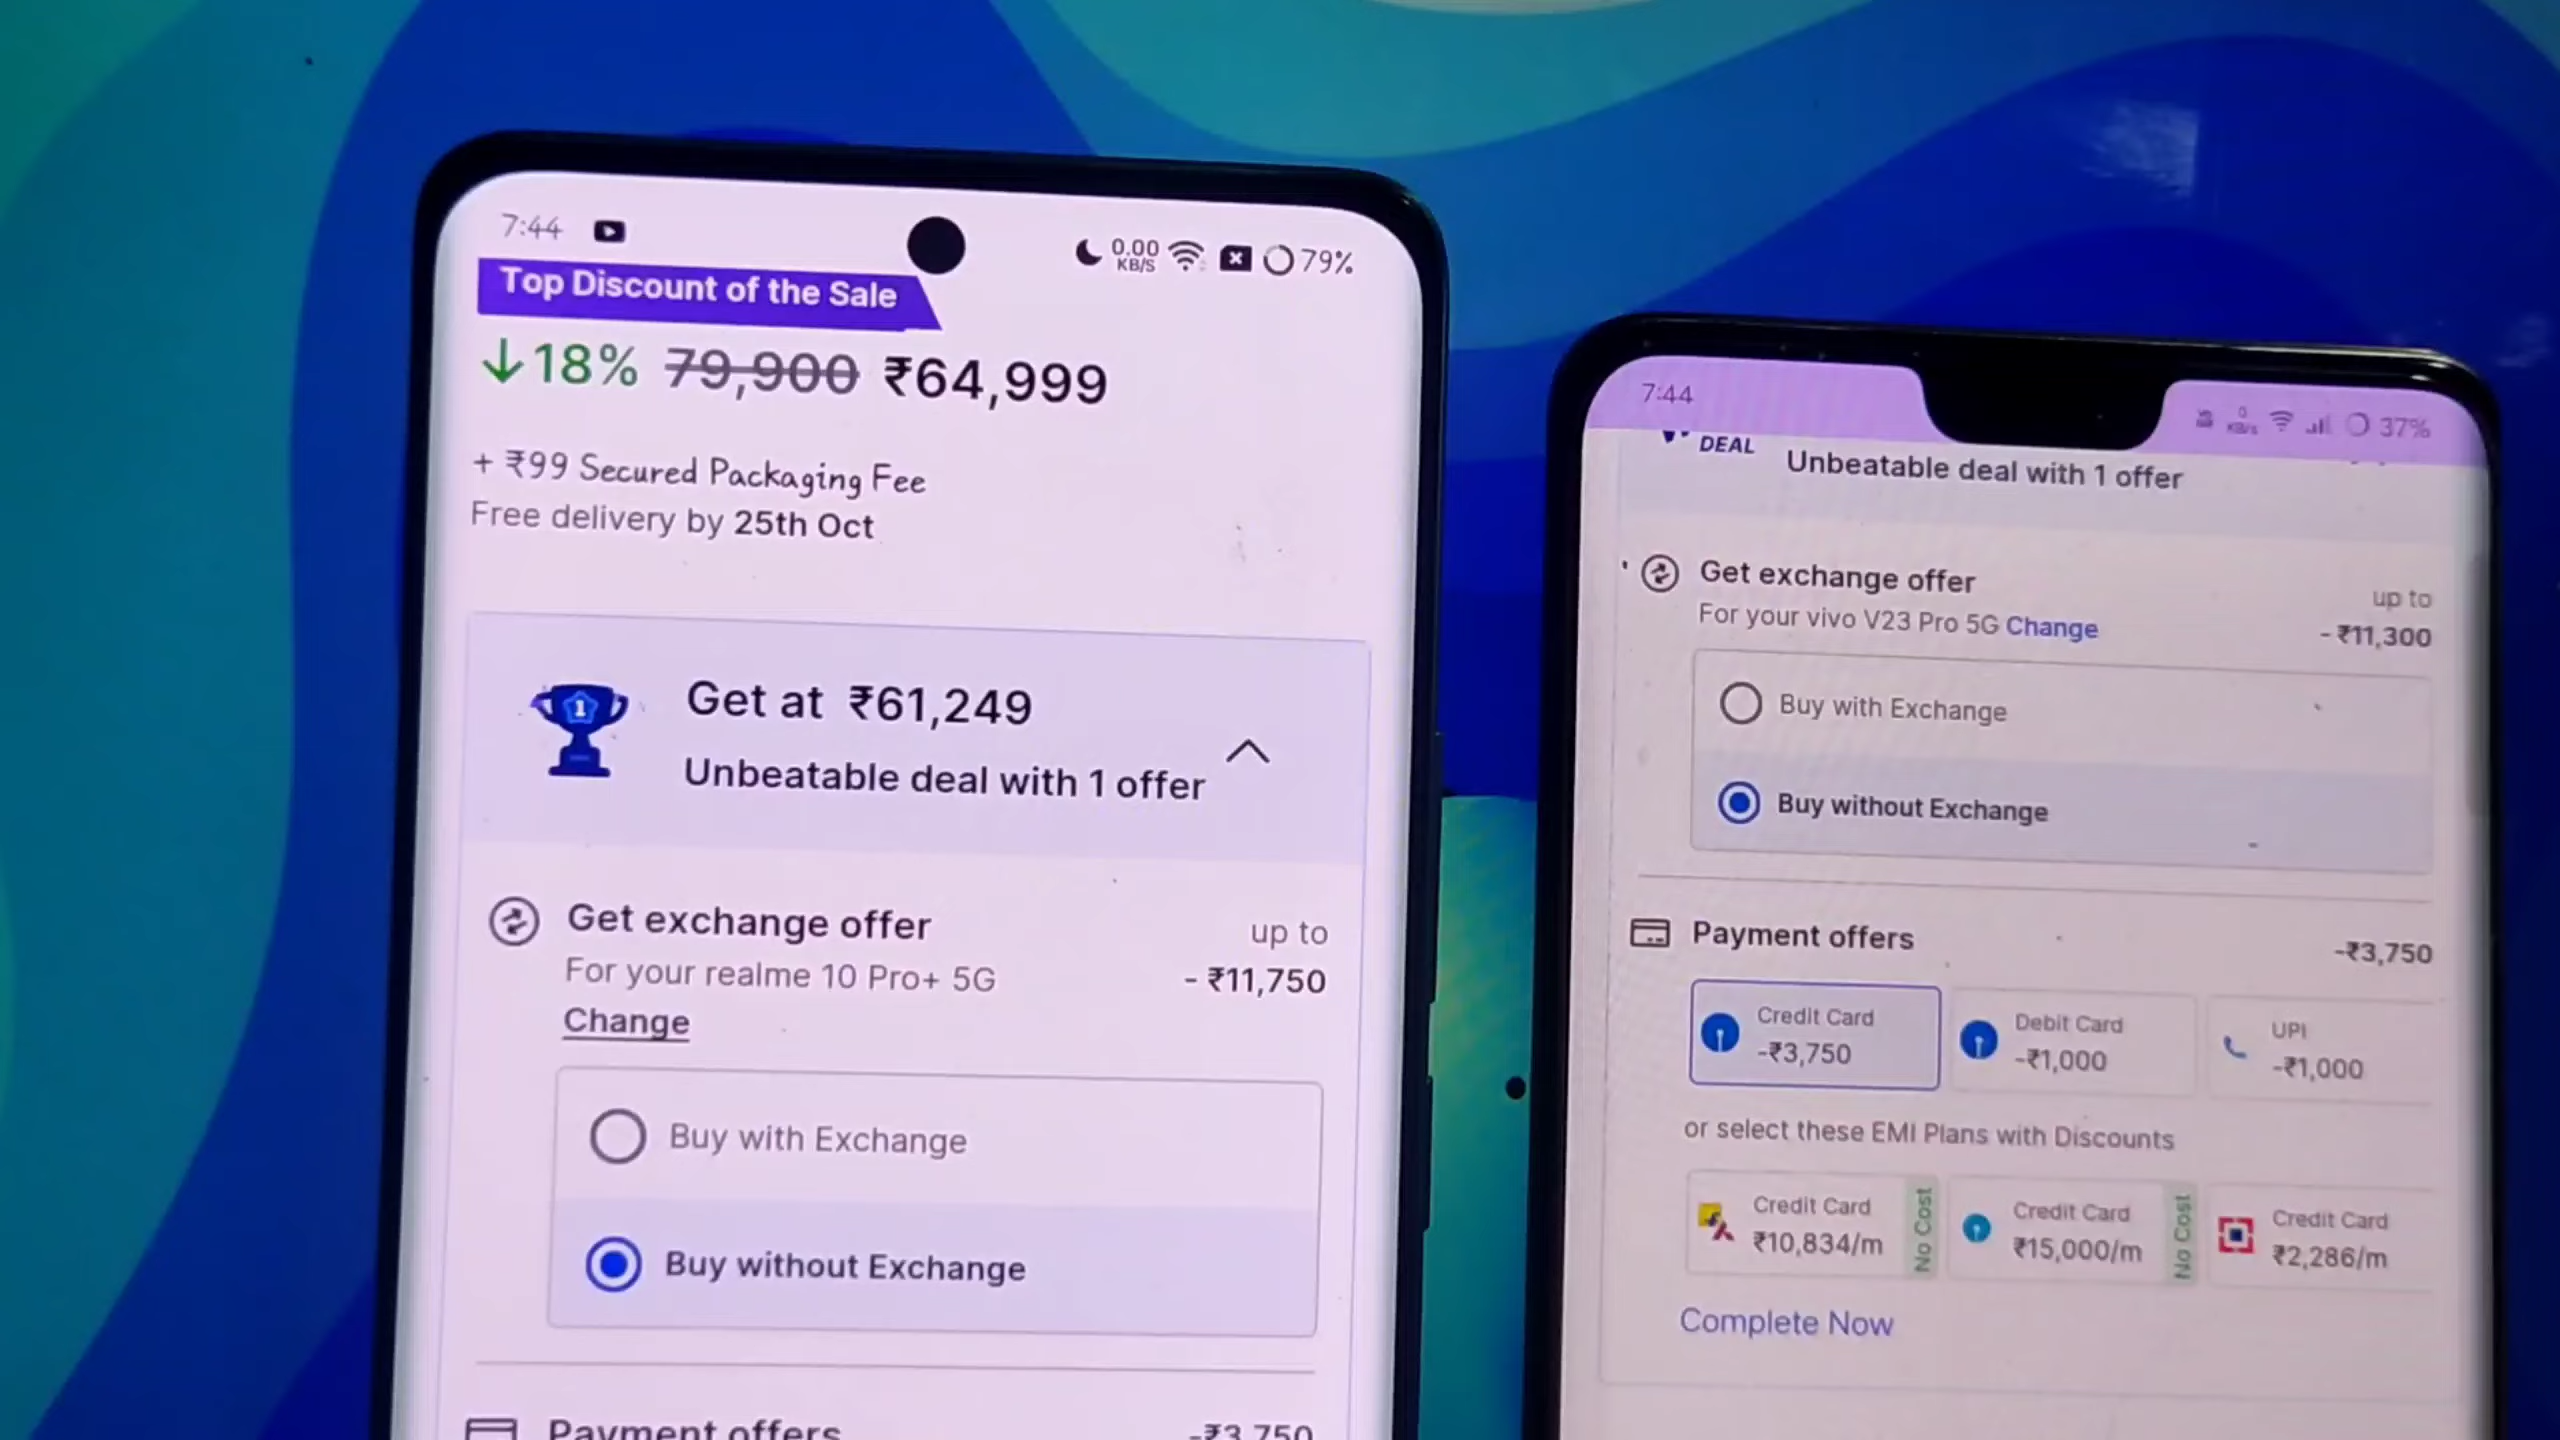 7:44
0.00
KB/S
79%
Top Discount of the Sale
↓18% 79,900 ₹64,999
+ ₹99 Secured Packaging Fee
Free delivery by 25th Oct
1
Get at ₹61,249
Unbeatable deal with 1 offer
Get exchange offer
up to
For your realme 10 Pro+ 5G
- ₹11,750
Change
Buy with Exchange
Buy without Exchange
Payment offers
-₹3,750
7:44
0
KB/s
37%
DEAL
Unbeatable deal with 1 offer
Get exchange offer
up to
For your vivo V23 Pro 5G Change
- ₹11,300
Buy with Exchange
Buy without Exchange
Payment offers
-₹3,750
Credit Card
-₹3,750
Debit Card
-₹1,000
UPI
-₹1,000
or select these EMI Plans with Discounts
Credit Card
₹10,834/m
No Cost
Credit Card
₹15,000/m
No Cost
Credit Card
₹2,286/m
Complete Now